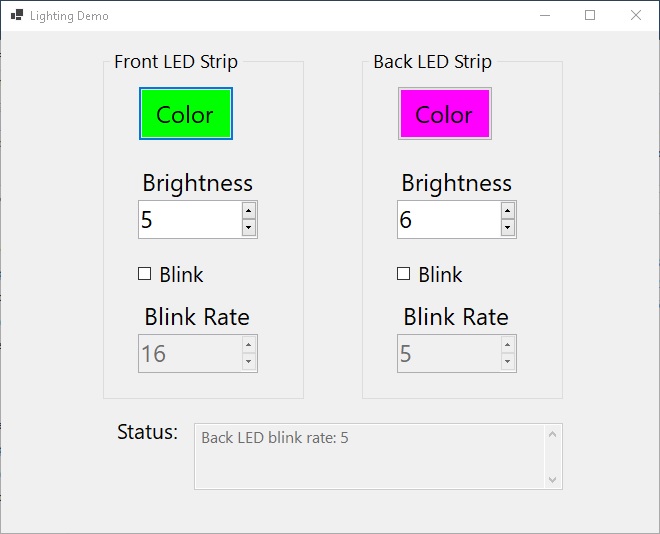 Lighting Demo
Front LED Strip
Color
Brightness
5
Blink
Blink Rate
16
Back LED Strip
Color
Brightness
6
Blink
Blink Rate
5
Status:
Back LED blink rate: 5